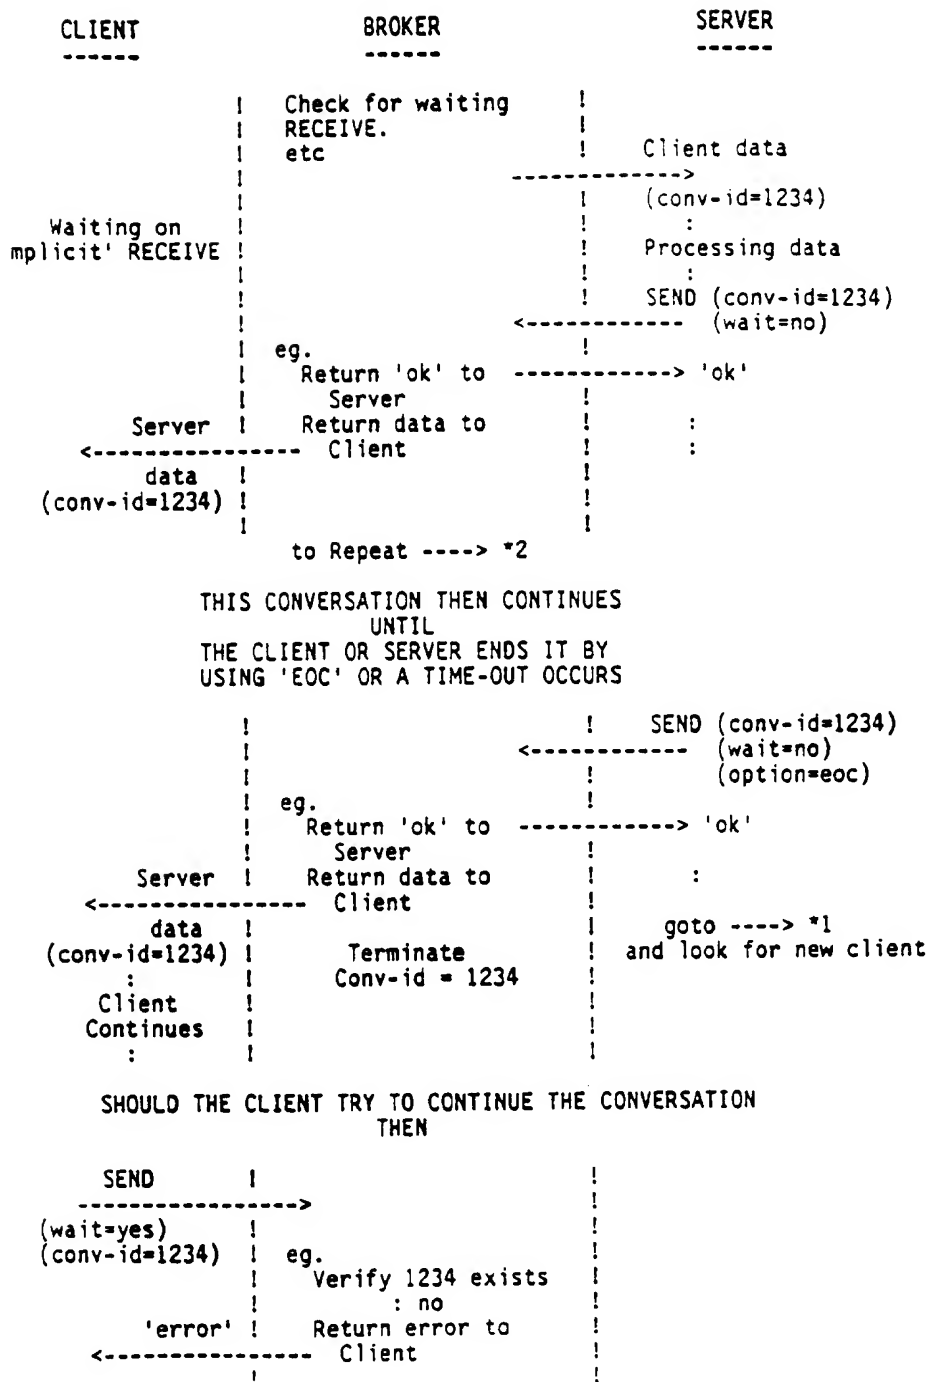 CLIENT BROKER SERVER
------ ------ ------
! Check for waiting !
! RECEIVE. !
! etc ! Client data
! ------------->
! ! (conv-id=1234)
Waiting on ! ! :
mplicit' RECEIVE ! ! Processing data
! ! :
! ! SEND (conv-id=1234)
! <------------ (wait=no)
! eg. !
! Return 'ok' to ------------> 'ok'
! Server !
Server ! Return data to ! :
<---------------- Client ! :
data ! !
(conv-id=1234) ! !
! !
to Repeat ----> *2
THIS CONVERSATION THEN CONTINUES
UNTIL
THE CLIENT OR SERVER ENDS IT BY
USING 'EOC' OR A TIME-OUT OCCURS
! ! SEND (conv-id=1234)
! <------------ (wait=no)
! ! (option=eoc)
! eg. !
! Return 'ok' to ------------> 'ok'
! Server !
Server ! Return data to ! :
<---------------- Client !
data ! ! goto ----> *1
(conv-id=1234) ! Terminate ! and look for new client
: ! Conv-id = 1234 !
Client ! !
Continues ! !
: ! !
SHOULD THE CLIENT TRY TO CONTINUE THE CONVERSATION
THEN
SEND ! !
-----------------> !
(wait=yes) ! !
(conv-id=1234) ! eg. !
! Verify 1234 exists !
! : no !
'error' ! Return error to !
<---------------- Client !
! !